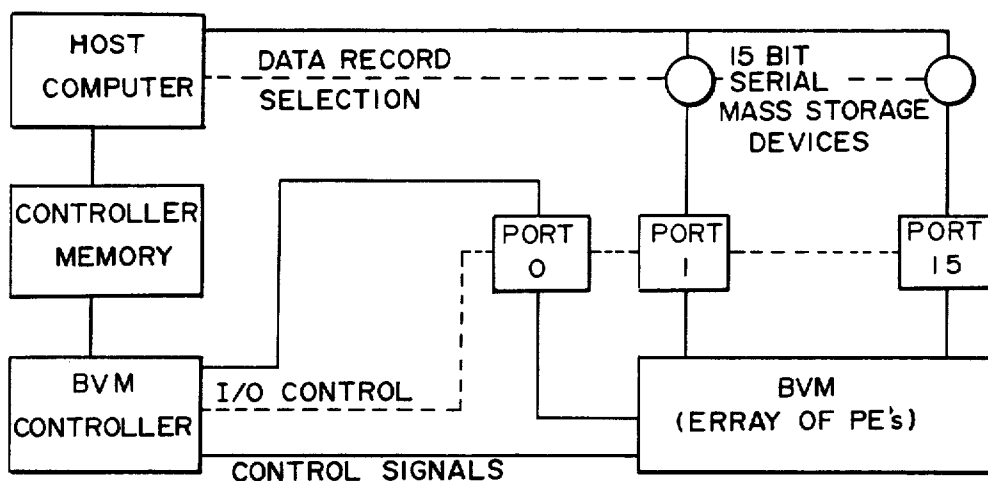 HOST
COMPUTER
DATA RECORD
SELECTION
15 BIT
SERIAL
MASS STORAGE
DEVICES
CONTROLLER
MEMORY
PORT
0
PORT
1
PORT
15
BVM
CONTROLLER
I/O CONTROL
BVM
(ERRAY OF PE's)
CONTROL SIGNALS